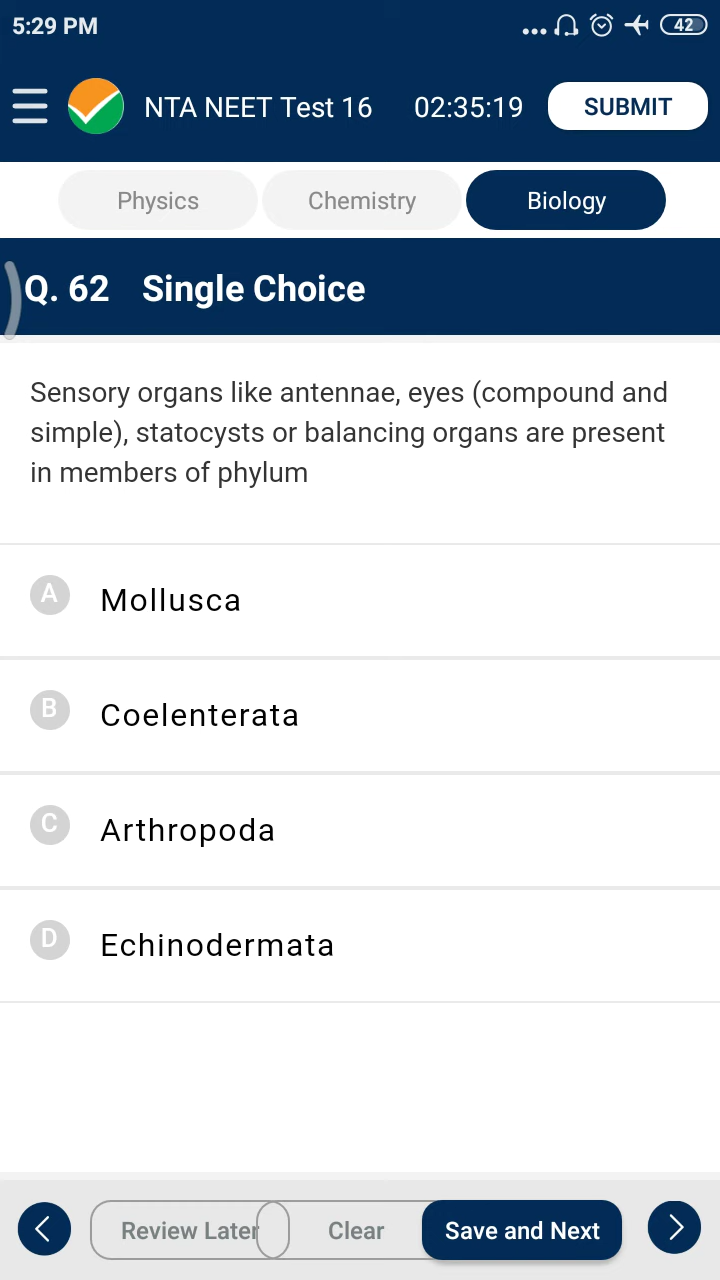 5:29 PM
42
NTA NEET Test 16 02:35:19 SUBMIT
Physics Chemistry Biology
Q. 62 Single Choice
Sensory organs like antennae, eyes (compound and
simple), statocysts or balancing organs are present
in members of phylum
A Mollusca
B Coelenterata
C Arthropoda
D Echinodermata
Review Later Clear Save and Next